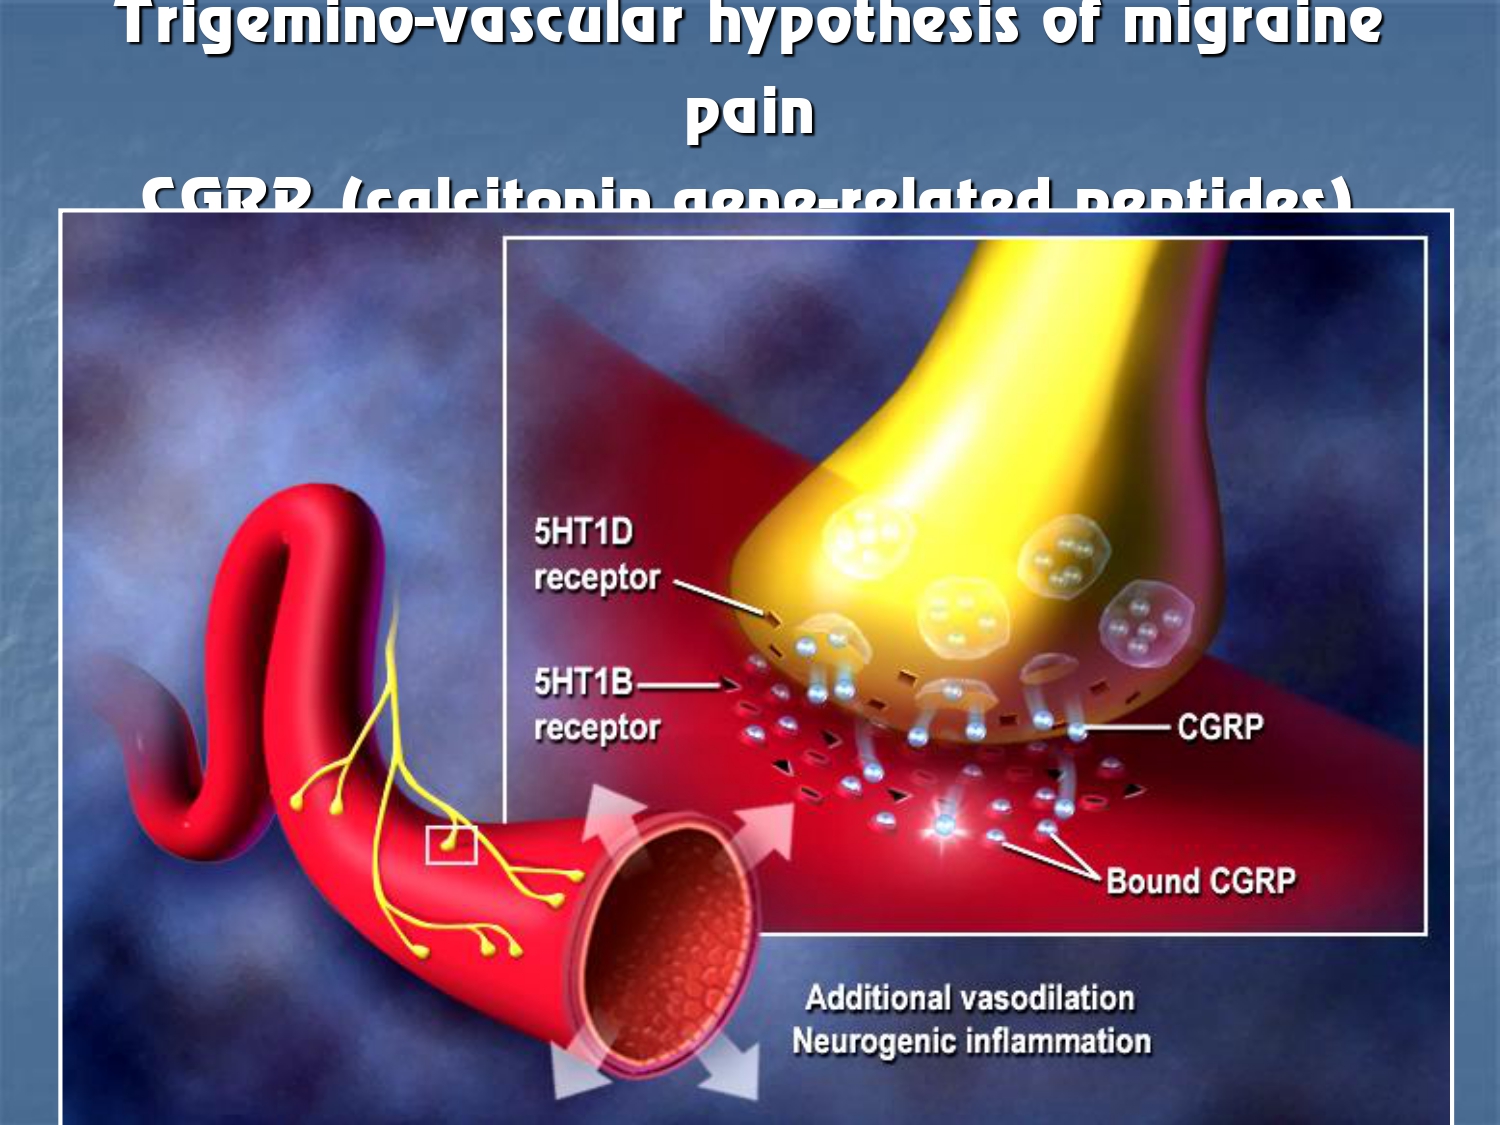 Trigemino-vascular hypothesis of migraine
pain
CGRP (calcitonin gene-related peptides)
5HT1D
receptor
5HT1B
receptor
CGRP
Bound CGRP
Additional vasodilation
Neurogenic inflammation